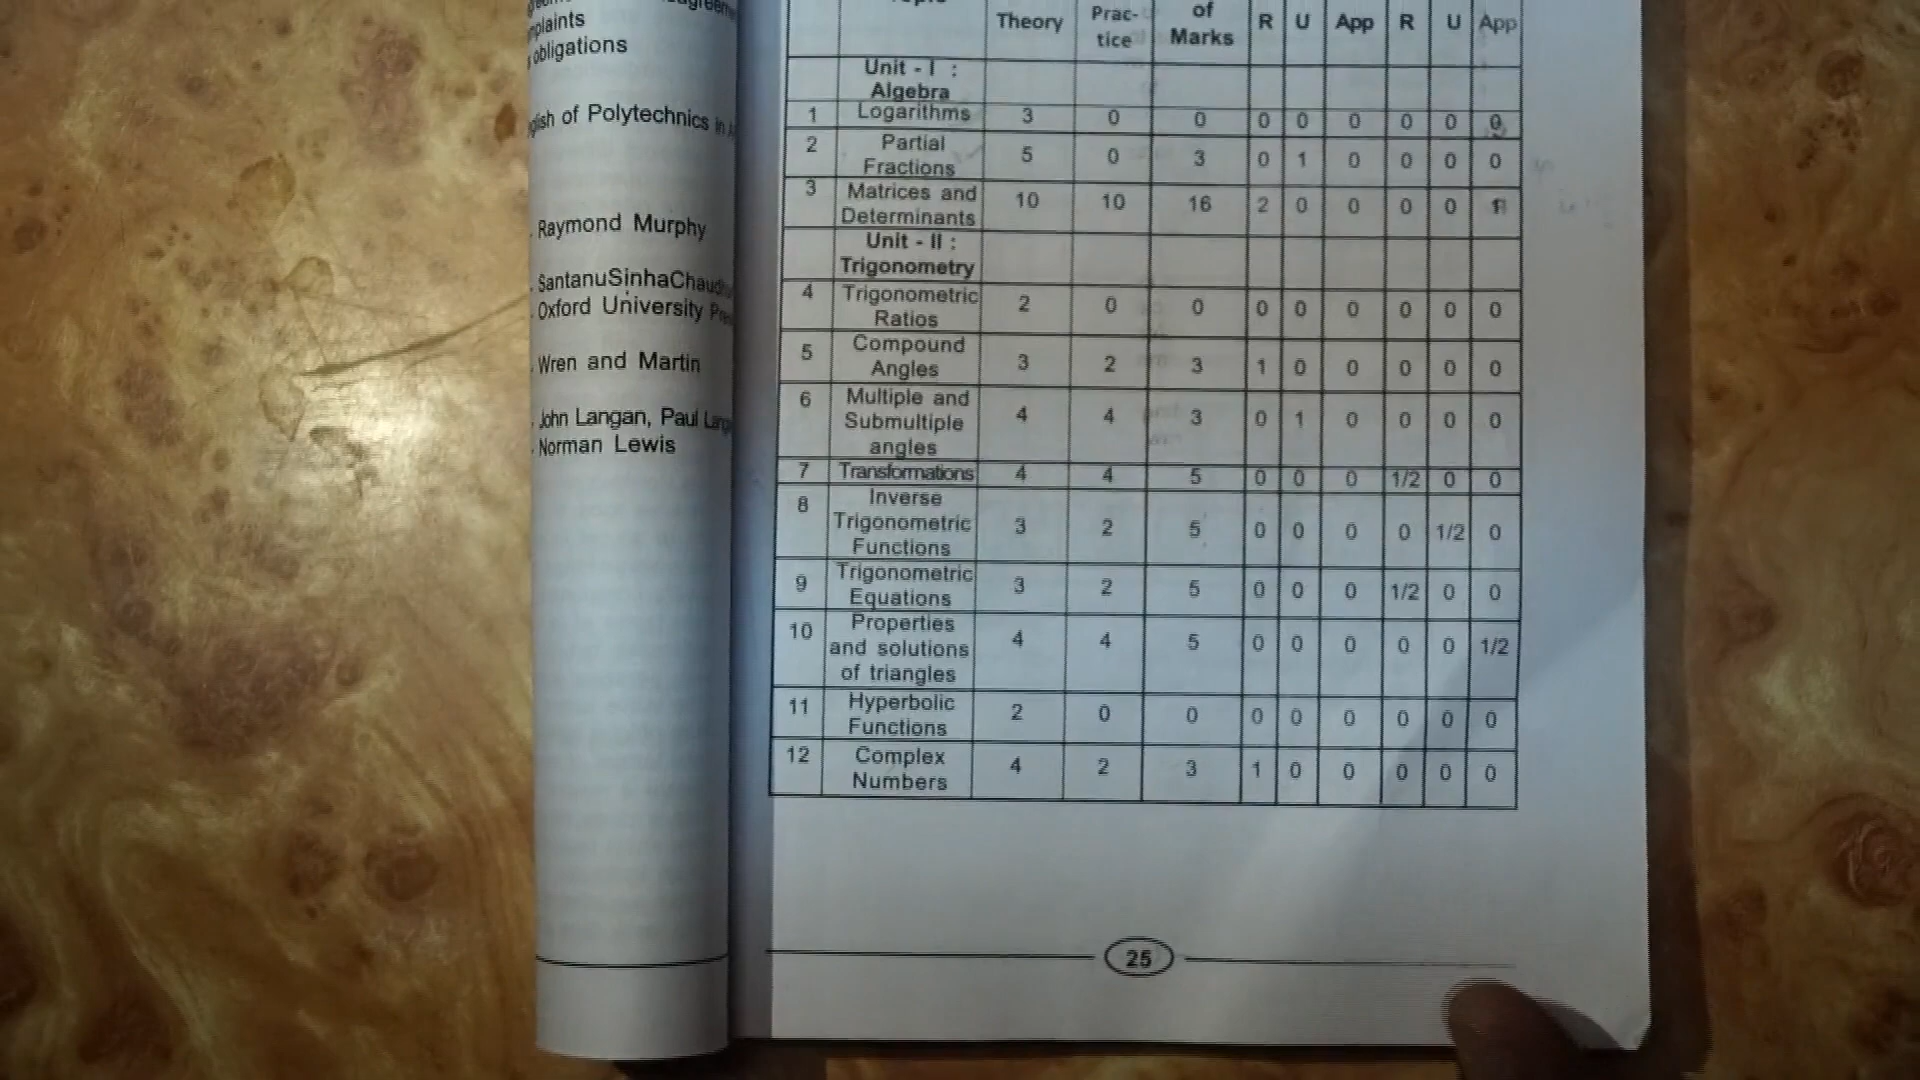 plaints
obligations
of Polytechnics in
Raymond Murphy
SantanuSinhaChaud
Oxford University
Wren and Martin
John Langan, Paul
Norman Lewis
Theory Prac- of R U App R U App
tice Marks
Unit - I :
Algebra
1 Logarithms 3 0 0 0 0 0 0 0 0
2 Partial
Fractions 5 0 3 0 1 0 0 0 0
3 Matrices and
Determinants 10 10 16 2 0 0 0 0 1
Unit - II :
Trigonometry
4 Trigonometric
Ratios 2 0 0 0 0 0 0 0 0
5 Compound
Angles 3 2 3 1 0 0 0 0 0
6 Multiple and
Submultiple 4 4 3 0 1 0 0 0 0
angles
7 Transformations 4 4 5 0 0 0 1/2 0 0
8 Inverse
Trigonometric 3 2 5 0 0 0 0 1/2 0
Functions
9 Trigonometric
Equations 3 2 5 0 0 0 1/2 0 0
10 Properties
and solutions 4 4 5 0 0 0 0 0 1/2
of triangles
11 Hyperbolic
Functions 2 0 0 0 0 0 0 0 0
12 Complex
Numbers 4 2 3 1 0 0 0 0 0
25